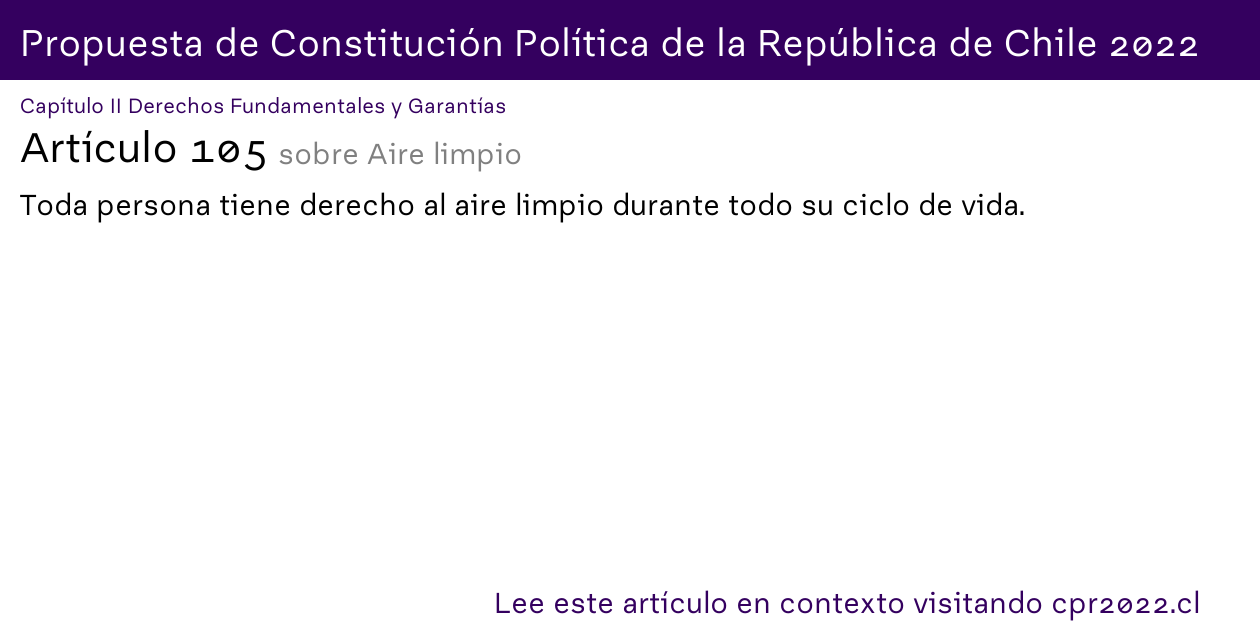 Propuesta de Constitución Política de la República de Chile 2022
Capítulo II Derechos Fundamentales y Garantías
Artículo 105 sobre Aire limpio
Toda persona tiene derecho al aire limpio durante todo su ciclo de vida.
Lee este artículo en contexto visitando cpr2022.cl